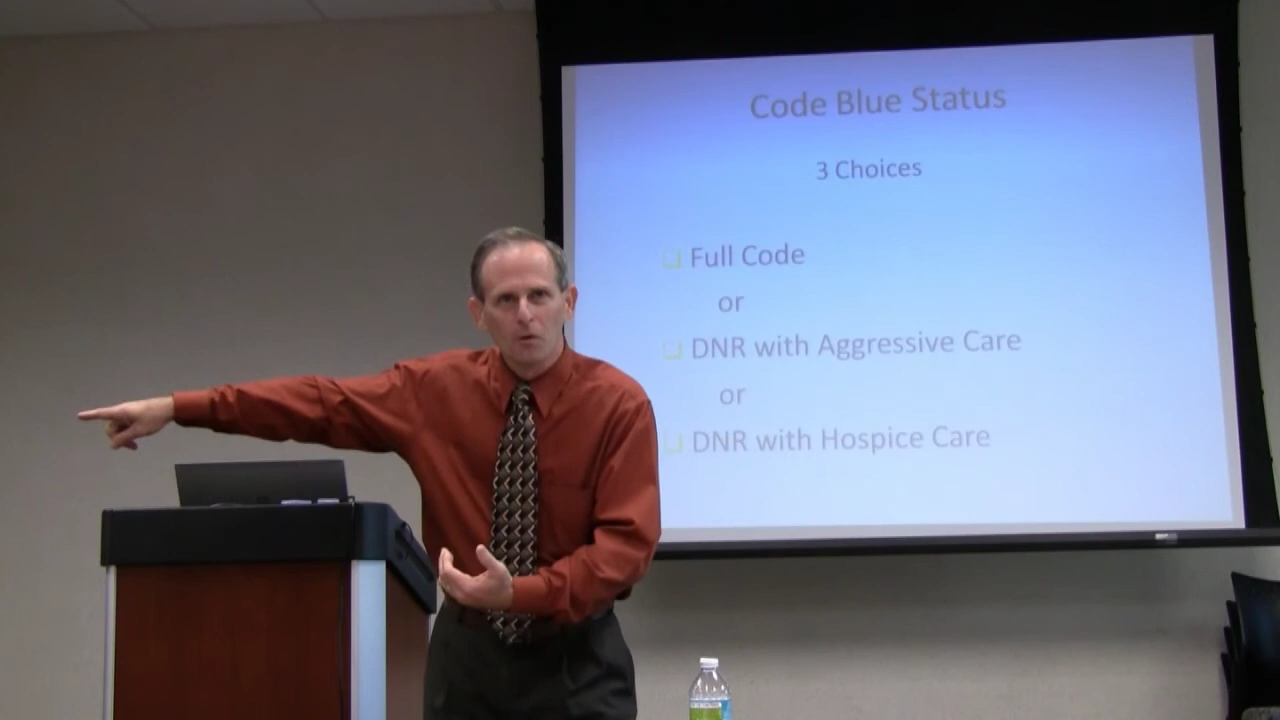 Code Blue Status
3 Choices
Full Code
or
DNR with Aggressive Care
or
DNR with Hospice Care